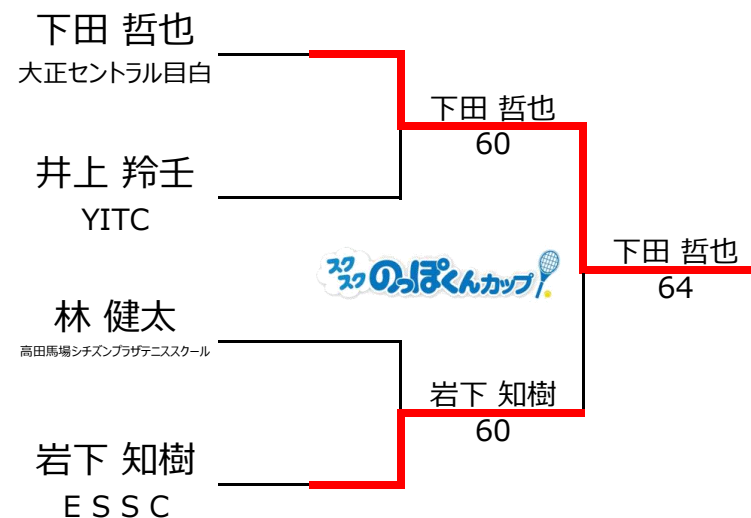 下田 哲也
大正セントラル目白
井上 羚壬
YITC
林 健太
高田馬場シチズンプラザテニススクール
岩下 知樹
E S S C
下田 哲也
60
スクスク のっぽくんカップ
岩下 知樹
60
下田 哲也
64